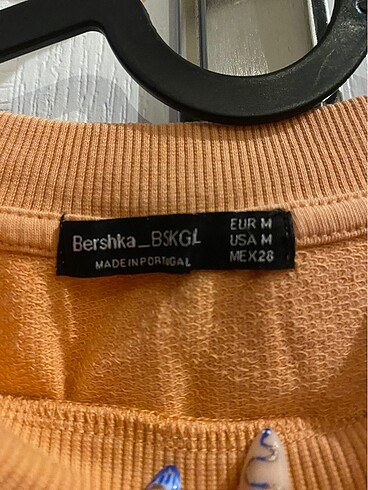 Bershka_BSKGL
MADE IN PORTUGAL
EUR M
USA M
MEX 28